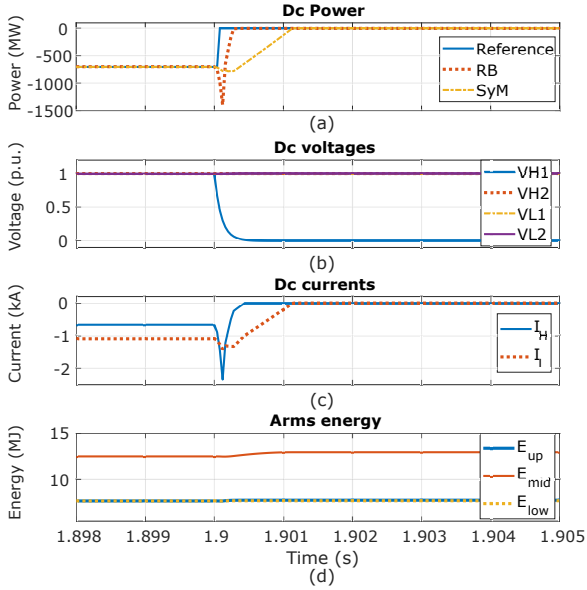 Dc Power
Power (MW)
0
-500
-1000
-1500
Reference
RB
SyM
(a)
Dc voltages
Voltage (p.u.)
1
0.5
0
VH1
VH2
VL1
VL2
(b)
Dc currents
Current (kA)
0
-1
-2
I_H
I_l
(c)
Arms energy
Energy (MJ)
15
10
E_up
E_mid
E_low
1.898 1.899 1.9 1.901 1.902 1.903 1.904 1.905
Time (s)
(d)